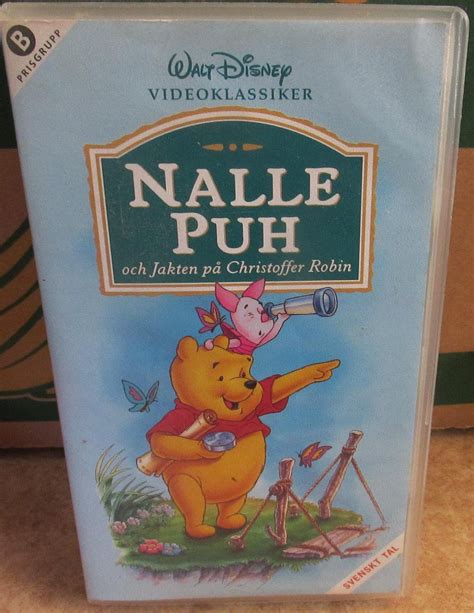 B
PRISGRUPP
WALT DISNEY
VIDEOKLASSIKER
NALLE
PUH
och Jakten på Christoffer Robin
SVENSKT TAL